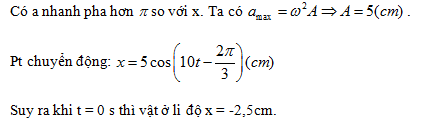 Có a nhanh pha hơn π so với x. Ta có a_max = ω²A ⇒ A = 5(cm) .
Pt chuyển động: x = 5cos(10t − 2π/3)(cm)
Suy ra khi t = 0 s thì vật ở li độ x = -2,5cm.